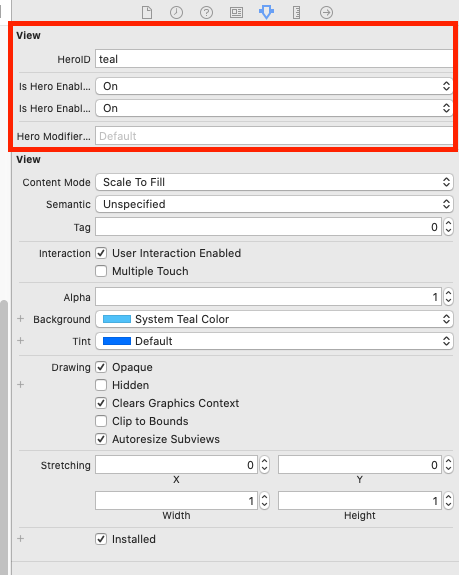 View
HeroID teal
Is Hero Enabl... On
Is Hero Enabl... On
Hero Modifier... Default
View
Content Mode Scale To Fill
Semantic Unspecified
Tag 0
Interaction User Interaction Enabled
Multiple Touch
Alpha 1
+ Background System Teal Color
+ Tint Default
Drawing Opaque
+ Hidden
Clears Graphics Context
Clip to Bounds
Autoresize Subviews
Stretching 0 0
X Y
1 1
Width Height
+ Installed